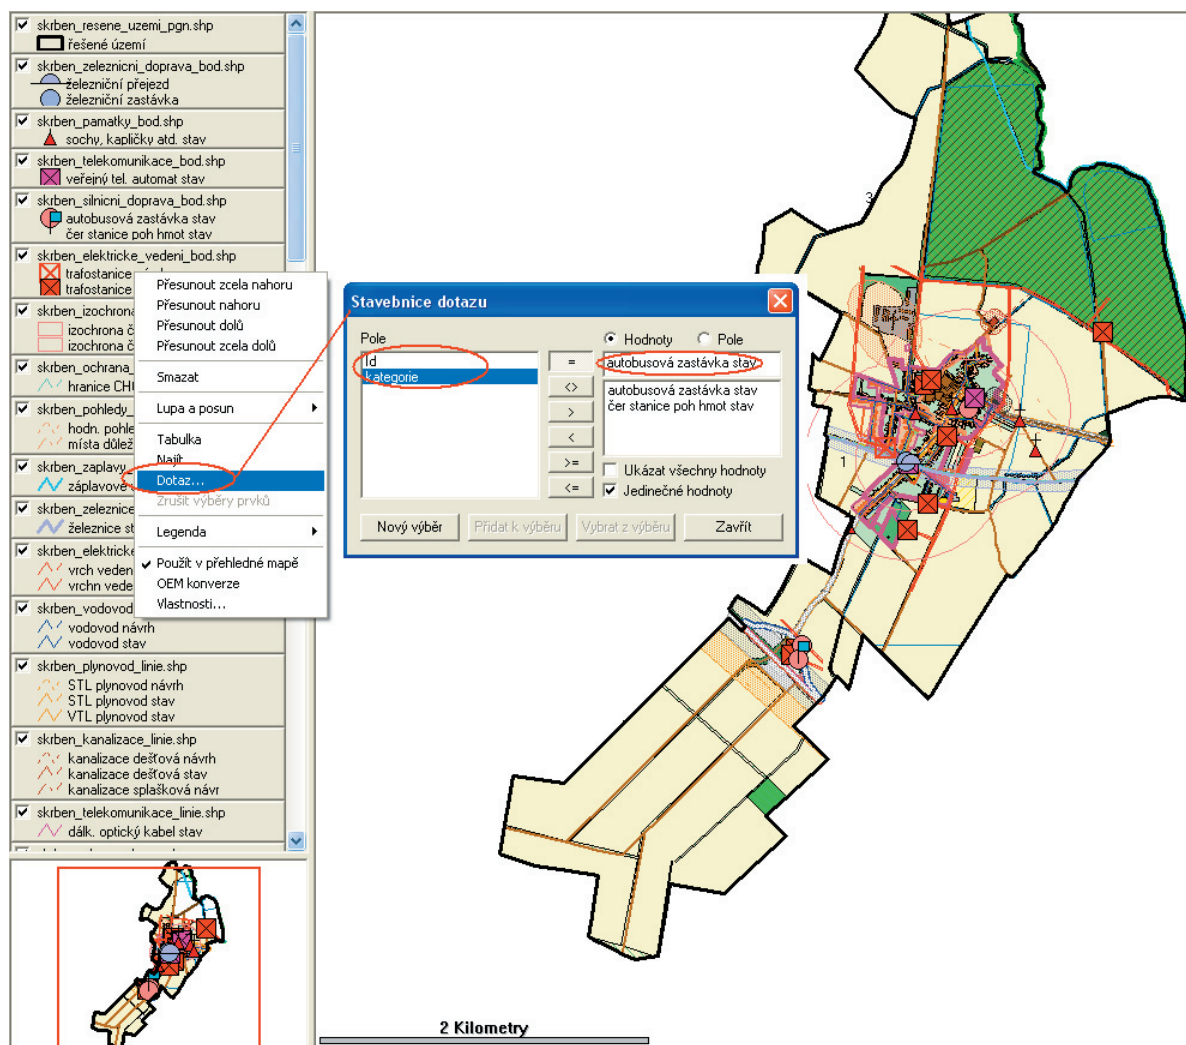 skrben_resene_uzemi_pgn.shp
řešené území
skrben_zeleznicni_doprava_bod.shp
železniční přejezd
železniční zastávka
skrben_pamatky_bod.shp
sochy, kapličky atd. stav
skrben_telekomunikace_bod.shp
veřejný tel. automat stav
skrben_silnicni_doprava_bod.shp
autobusová zastávka stav
čer stanice poh hmot stav
skrben_elektricke_vedeni_bod.shp
trafostanice
trafostanice
skrben_izochrona
izochrona č
izochrona č
skrben_ochrana_
hranice CHO
skrben_pohledy_
hodn. pohle
místa důlež
skrben_zaplavy_
záplavové
skrben_zeleznice
železnice st
skrben_elektricke
vrch veden
vrchn vede
skrben_vodovod
vodovod návrh
vodovod stav
skrben_plynovod_linie.shp
STL plynovod návrh
STL plynovod stav
VTL plynovod stav
skrben_kanalizace_linie.shp
kanalizace dešťová návrh
kanalizace dešťová stav
kanalizace splašková návr
skrben_telekomunikace_linie.shp
dálk. optický kabel stav
Přesunout zcela nahoru
Přesunout nahoru
Přesunout dolů
Přesunout zcela dolů
Smazat
Lupa a posun
Tabulka
Najít
Dotaz...
Zrušit výběry prvků
Legenda
Použít v přehledné mapě
OEM konverze
Vlastnosti...
Stavebnice dotazu
Pole
Hodnoty
Pole
Id
kategorie
=
<>
>
<
>=
<=
autobusová zastávka stav
autobusová zastávka stav
čer stanice poh hmot stav
Ukázat všechny hodnoty
Jedinečné hodnoty
Nový výběr
Přidat k výběru
Vybrat z výběru
Zavřít
3
1
2 Kilometry